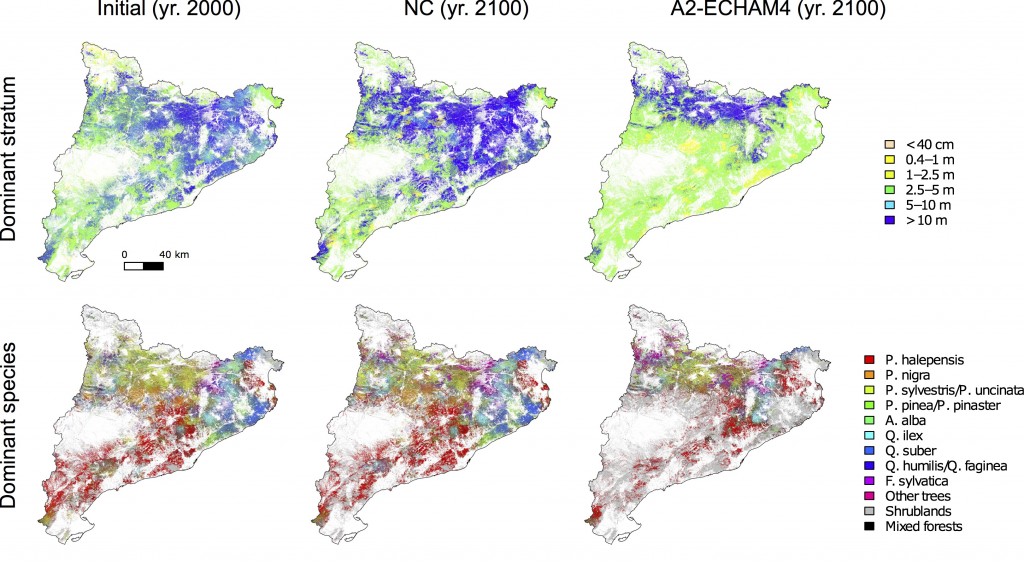 Initial (yr. 2000)
NC (yr. 2100)
A2-ECHAM4 (yr. 2100)
Dominant stratum
<40 cm
0.4–1 m
1–2.5 m
2.5–5 m
5–10 m
>10 m
0 40 km
Dominant species
P. halepensis
P. nigra
P. sylvestris/P. uncinata
P. pinea/P. pinaster
A. alba
Q. ilex
Q. suber
Q. humilis/Q. faginea
F. sylvatica
Other trees
Shrublands
Mixed forests